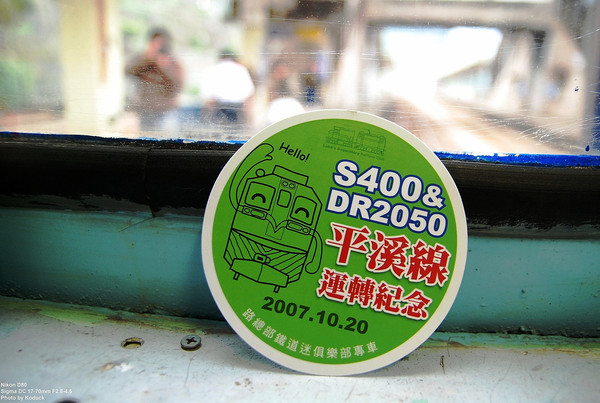 Hello!
S400&
DR2050
平溪線
運轉紀念
2007.10.20
路總部鐵道迷俱樂部專車
Nikon D80
Sigma DC 17-70mm F2.8-4.5
Photo by Koduck